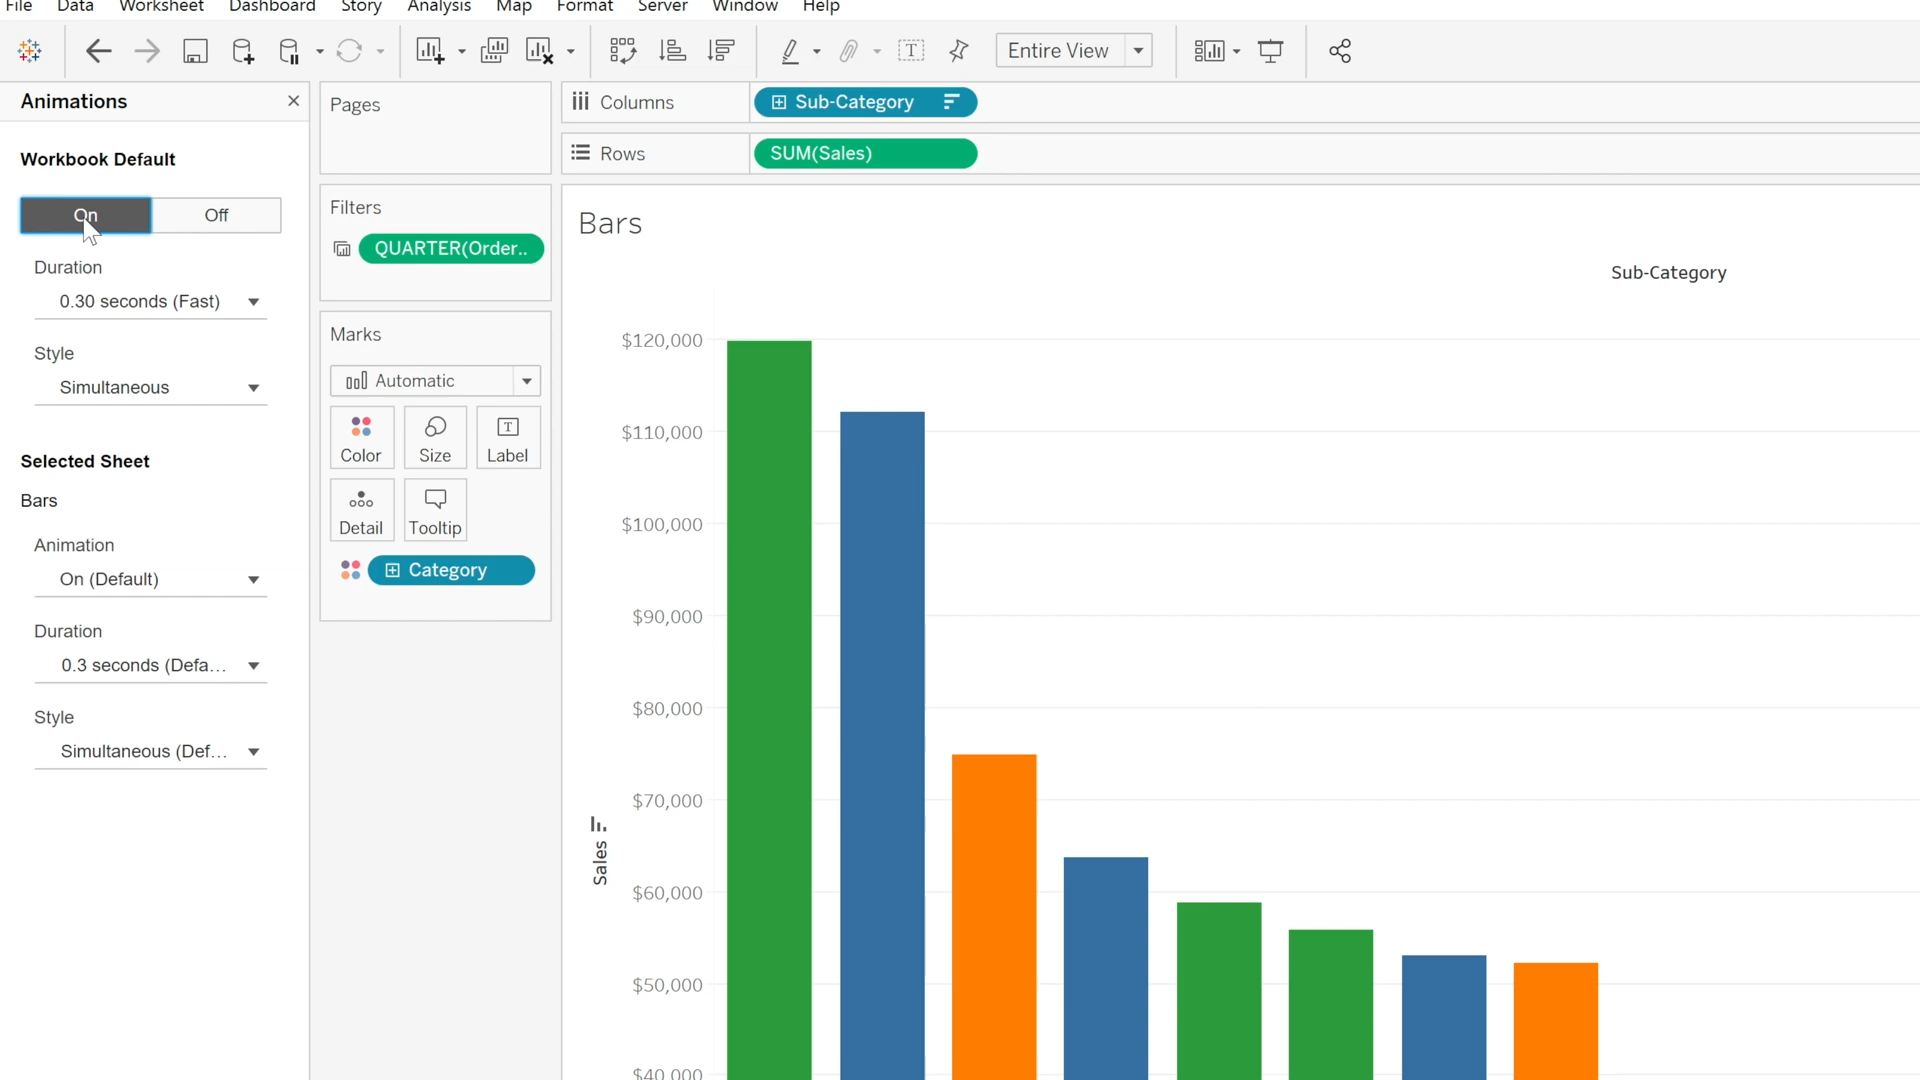 File Data Worksheet Dashboard Story Analysis Map Format Server Window Help
Entire View
Animations
Workbook Default
On Off
Duration
0.30 seconds (Fast)
Style
Simultaneous
Selected Sheet
Bars
Animation
On (Default)
Duration
0.3 seconds (Defa...
Style
Simultaneous (Def...
Pages
Filters
QUARTER(Order..
Marks
Automatic
Color Size Label
Detail Tooltip
Category
Columns Sub-Category
Rows SUM(Sales)
Bars
Sub-Category
$120,000
$110,000
$100,000
$90,000
$80,000
$70,000
$60,000
$50,000
$40,000
Sales